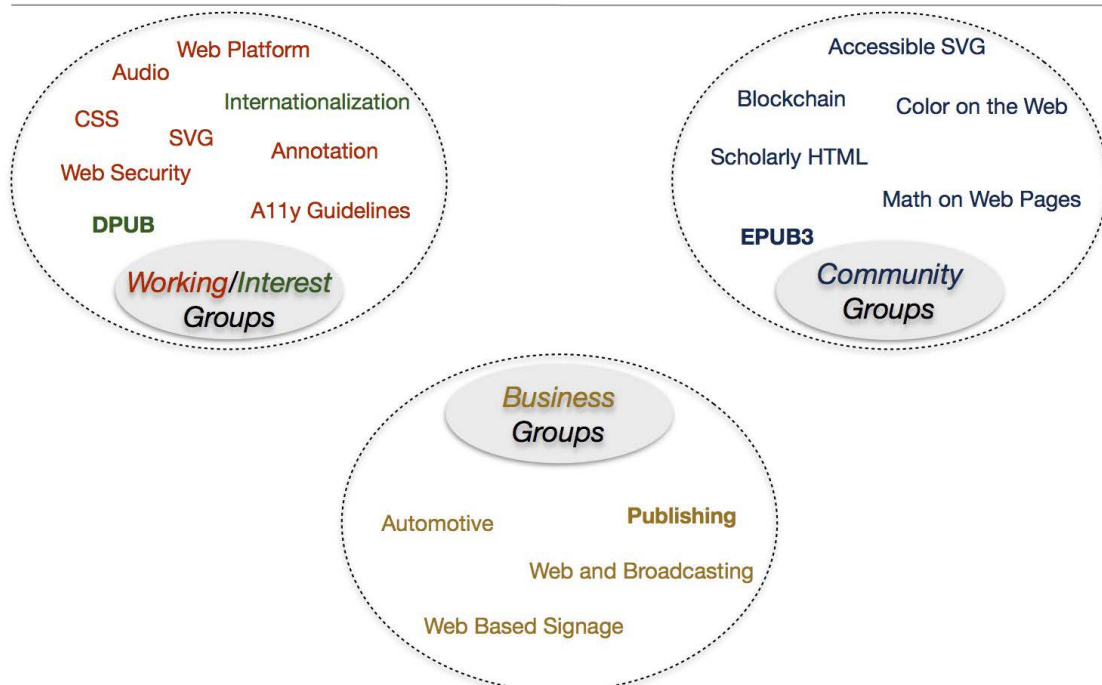 Web Platform
Audio
Internationalization
CSS
SVG
Annotation
Web Security
A11y Guidelines
DPUB
Working/Interest
Groups
Accessible SVG
Blockchain
Color on the Web
Scholarly HTML
Math on Web Pages
EPUB3
Community
Groups
Business
Groups
Automotive
Publishing
Web and Broadcasting
Web Based Signage